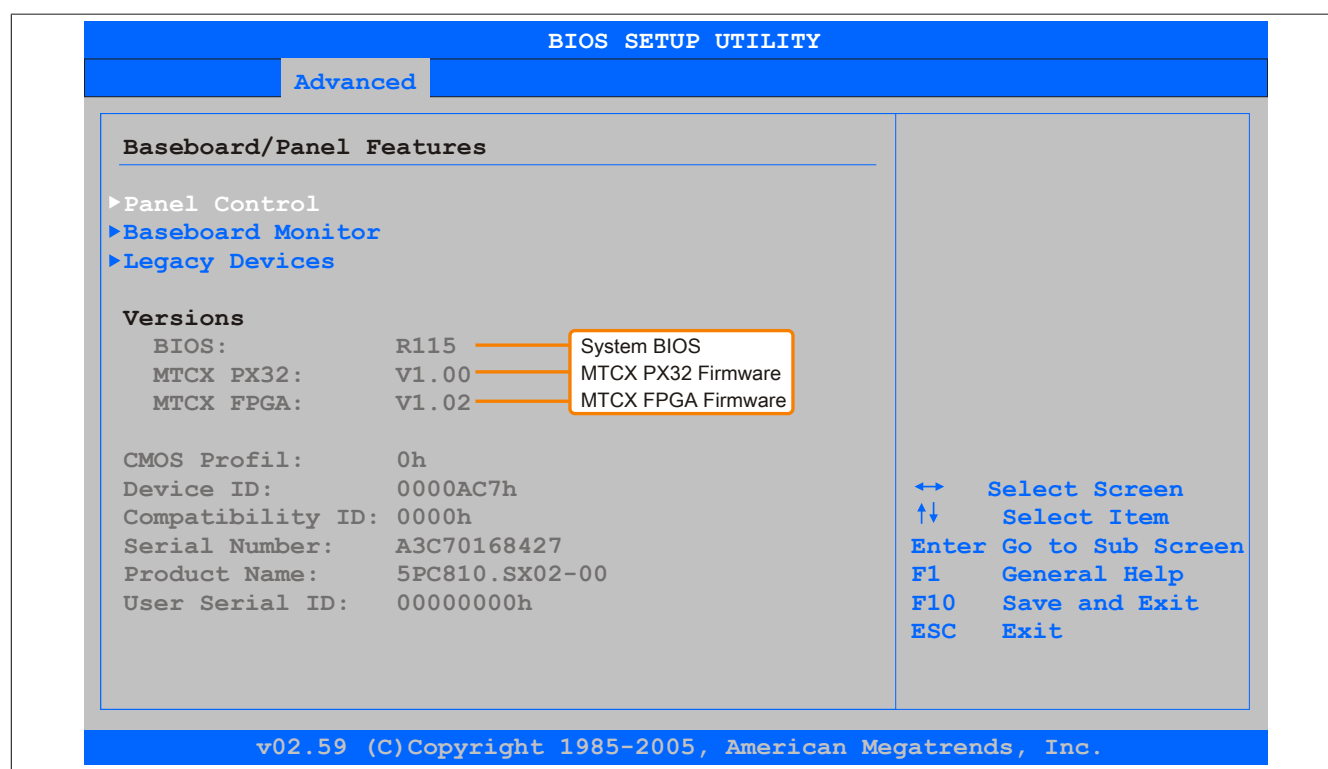 BIOS SETUP UTILITY
Advanced
Baseboard/Panel Features
Panel Control
Baseboard Monitor
Legacy Devices
Versions
BIOS: R115 System BIOS
MTCX PX32: V1.00 MTCX PX32 Firmware
MTCX FPGA: V1.02 MTCX FPGA Firmware
CMOS Profil: 0h
Device ID: 0000AC7h
Compatibility ID: 0000h
Serial Number: A3C70168427
Product Name: 5PC810.SX02-00
User Serial ID: 00000000h
↔ Select Screen
↑↓ Select Item
Enter Go to Sub Screen
F1 General Help
F10 Save and Exit
ESC Exit
v02.59 (C)Copyright 1985-2005, American Megatrends, Inc.